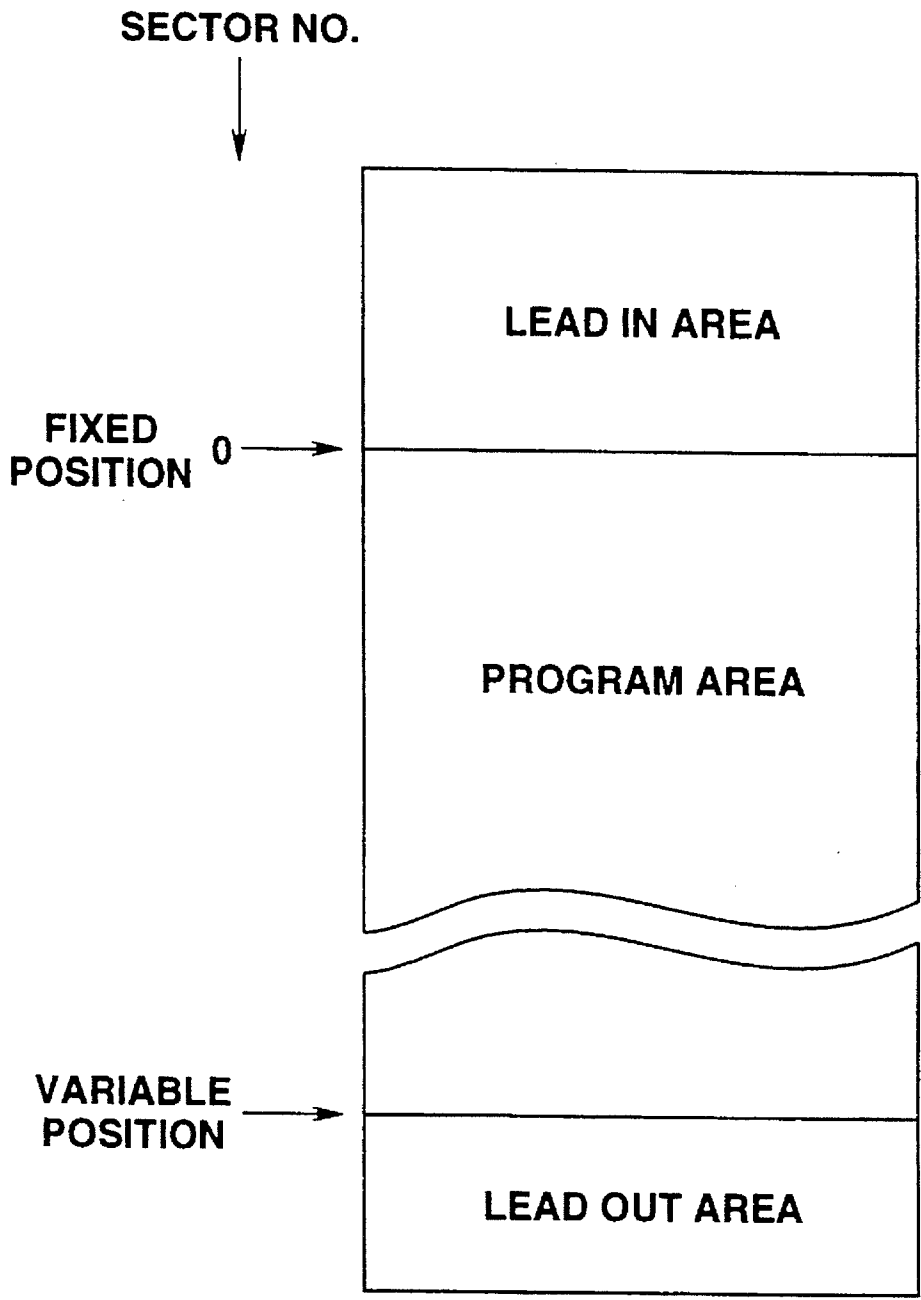 SECTOR NO.
LEAD IN AREA
FIXED
POSITION 0
PROGRAM AREA
VARIABLE
POSITION
LEAD OUT AREA